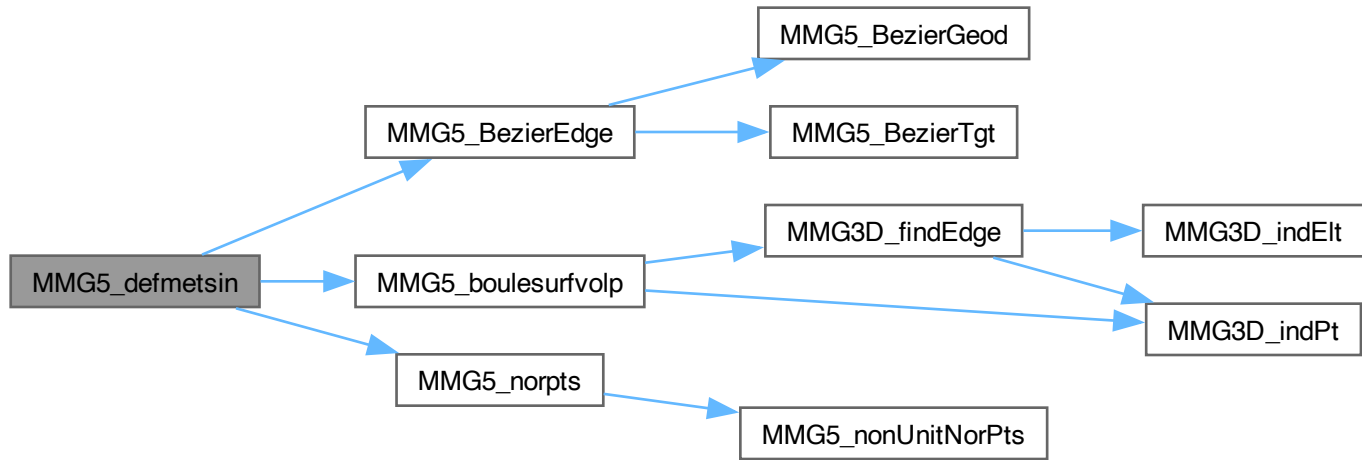 MMG5_defmetsin
MMG5_BezierEdge
MMG5_BezierGeod
MMG5_BezierTgt
MMG5_boulesurfvolp
MMG3D_findEdge
MMG3D_indElt
MMG3D_indPt
MMG5_norpts
MMG5_nonUnitNorPts